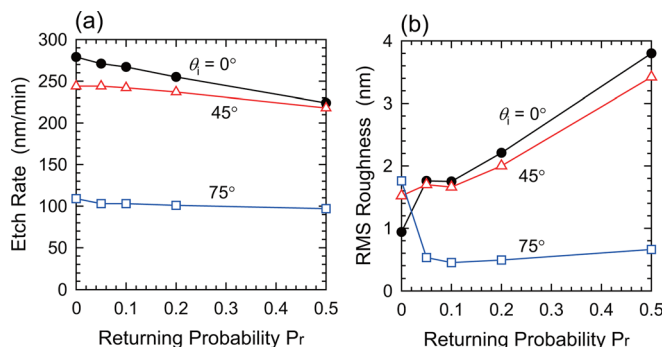 (a)
300
250
200
150
100
50
0
Etch Rate (nm/min)
θi = 0°
45°
75°
0 0.1 0.2 0.3 0.4 0.5
Returning Probability Pr
(b)
4
3
2
1
0
RMS Roughness (nm)
θi = 0°
45°
75°
0 0.1 0.2 0.3 0.4 0.5
Returning Probability Pr